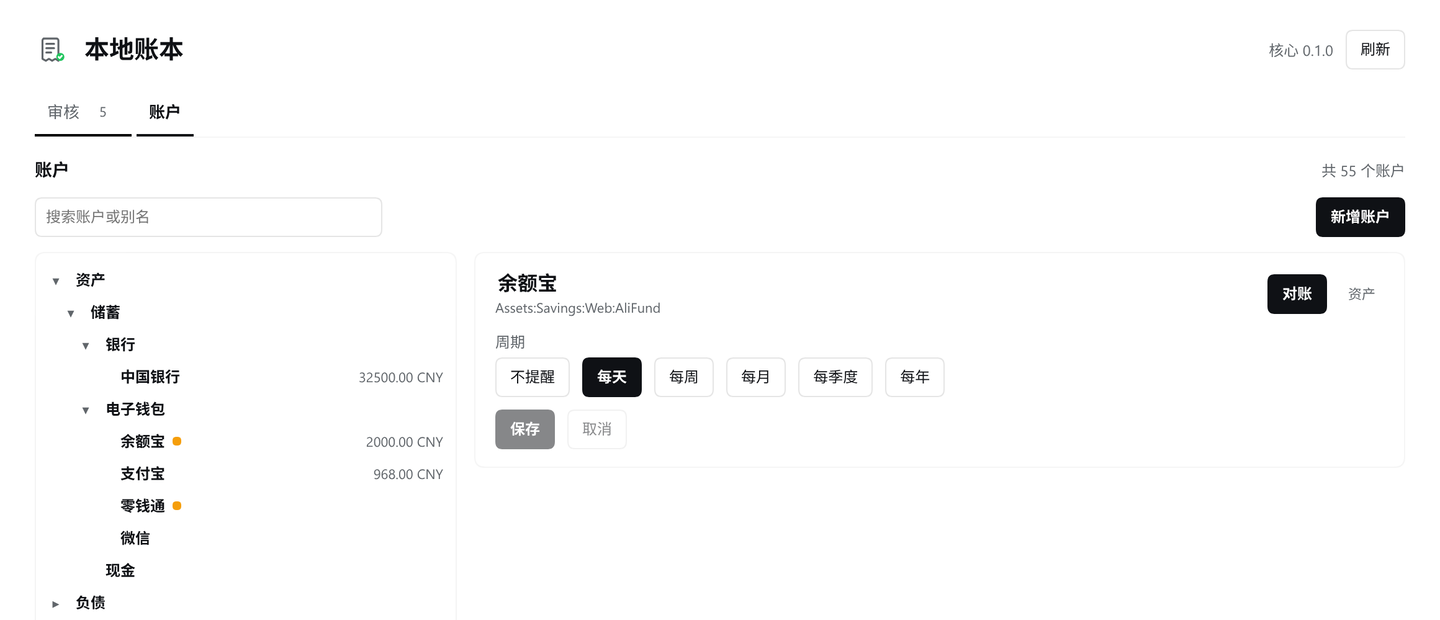 本地账本
核心 0.1.0
刷新
审核 5
账户
账户
共 55 个账户
搜索账户或别名
新增账户
资产
储蓄
银行
中国银行 32500.00 CNY
电子钱包
余额宝 2000.00 CNY
支付宝 968.00 CNY
零钱通
微信
现金
负债
余额宝
Assets:Savings:Web:AliFund
对账
资产
周期
不提醒 每天 每周 每月 每季度 每年
保存 取消